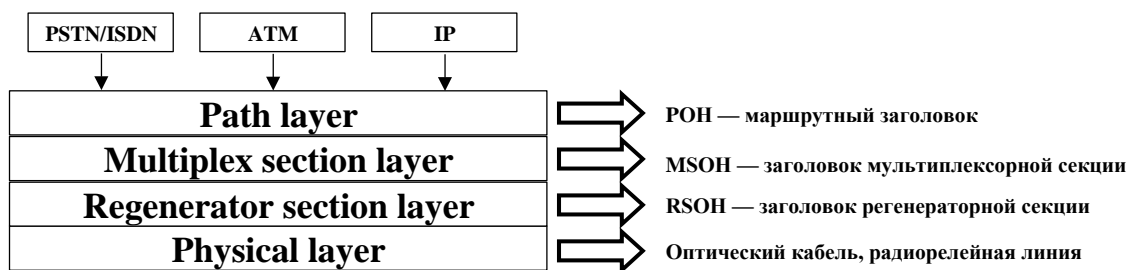 PSTN/ISDN
ATM
IP
Path layer
POH — маршрутный заголовок
Multiplex section layer
MSOH — заголовок мультиплексорной секции
Regenerator section layer
RSOH — заголовок регенераторной секции
Physical layer
Оптический кабель, радиорелейная линия